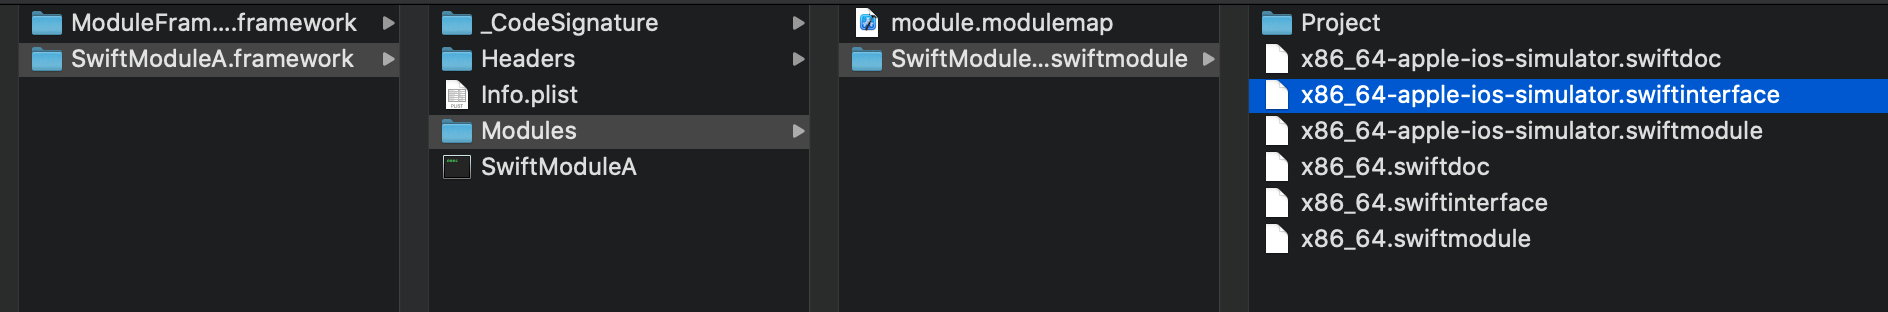 ModuleFram....framework
SwiftModuleA.framework
_CodeSignature
Headers
Info.plist
Modules
SwiftModuleA
module.modulemap
SwiftModule...swiftmodule
Project
x86_64-apple-ios-simulator.swiftdoc
x86_64-apple-ios-simulator.swiftinterface
x86_64-apple-ios-simulator.swiftmodule
x86_64.swiftdoc
x86_64.swiftinterface
x86_64.swiftmodule